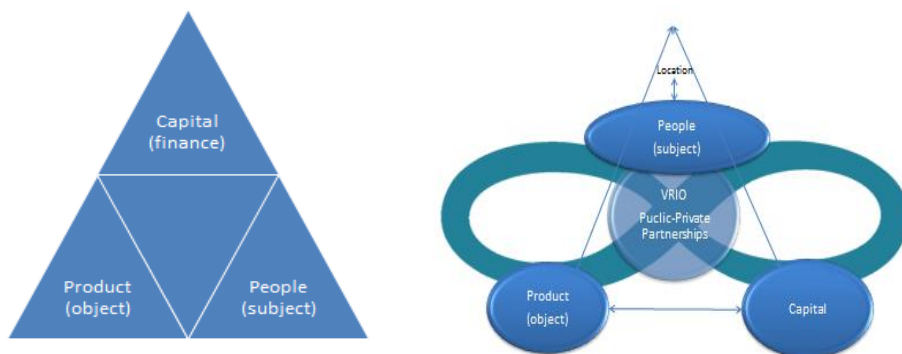 Capital
(finance)
Product
(object)
People
(subject)
Location
People
(subject)
VRIO
Puclic-Private
Partnerships
Product
(object)
Capital